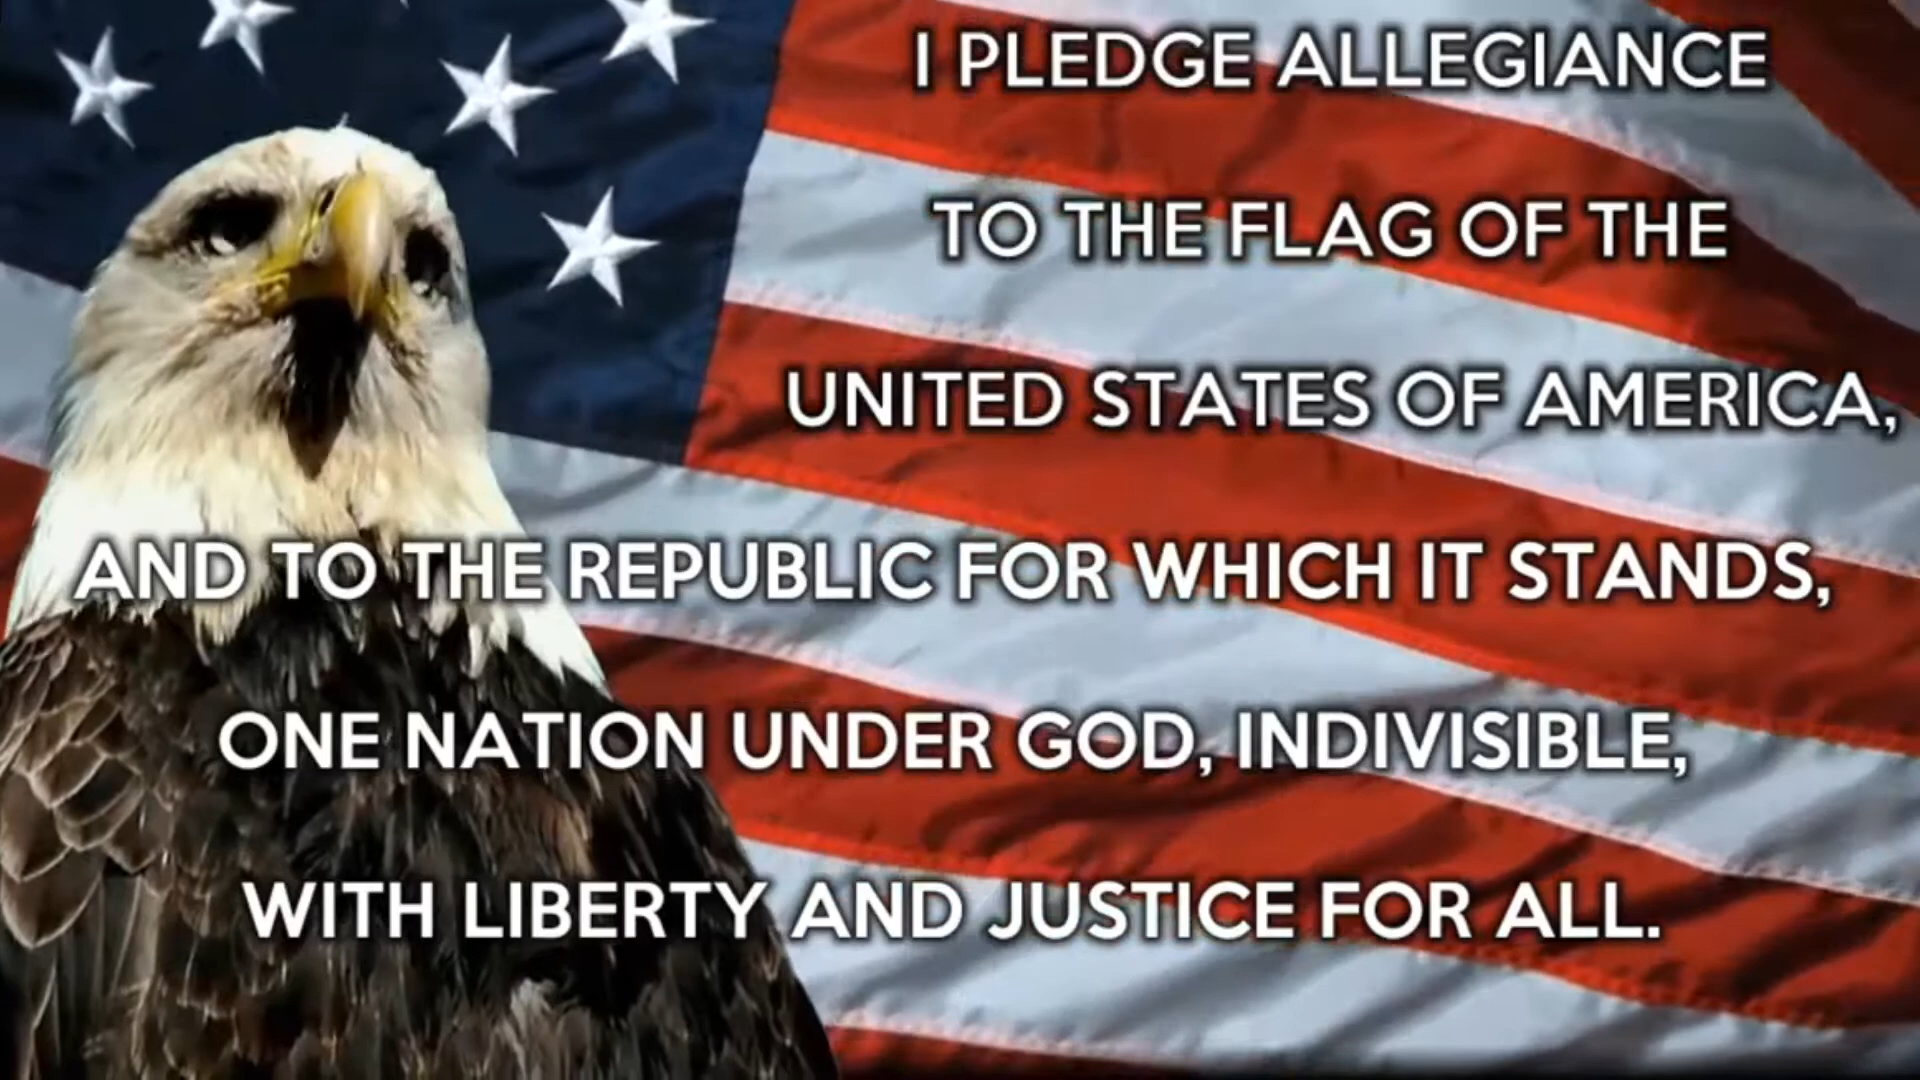 I PLEDGE ALLEGIANCE
TO THE FLAG OF THE
UNITED STATES OF AMERICA,
AND TO THE REPUBLIC FOR WHICH IT STANDS,
ONE NATION UNDER GOD, INDIVISIBLE,
WITH LIBERTY AND JUSTICE FOR ALL.